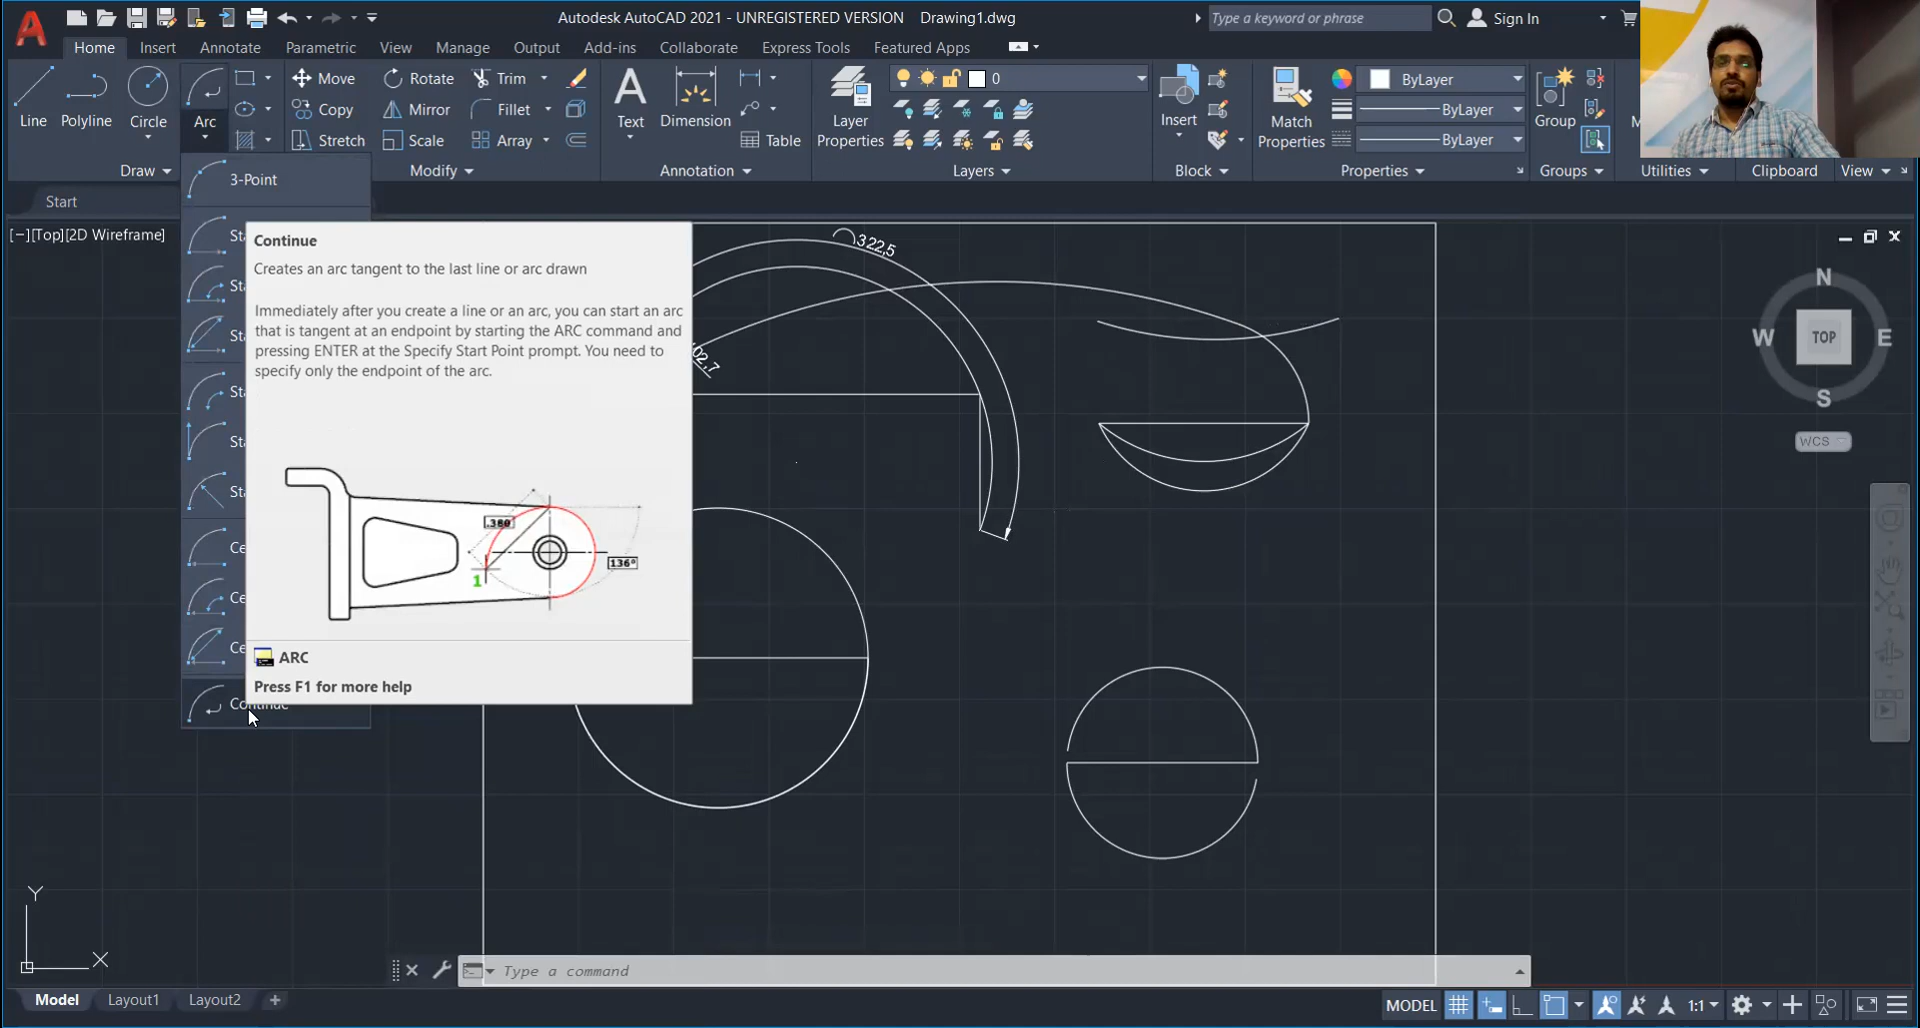 Autodesk AutoCAD 2021 - UNREGISTERED VERSION Drawing1.dwg
Type a keyword or phrase
Sign In
Home Insert Annotate Parametric View Manage Output Add-ins Collaborate Express Tools Featured Apps
Line Polyline Circle Arc
Move Rotate Trim
Copy Mirror Fillet
Stretch Scale Array
Text Dimension Table
Layer Properties
0
Insert
Match Properties
ByLayer
ByLayer
ByLayer
Group
Draw Modify Annotation Layers Block Properties Groups Utilities Clipboard View
Start
3-Point
[−][Top][2D Wireframe]
Continue
Creates an arc tangent to the last line or arc drawn
Immediately after you create a line or an arc, you can start an arc
that is tangent at an endpoint by starting the ARC command and
pressing ENTER at the Specify Start Point prompt. You need to
specify only the endpoint of the arc.
.380
136°
1
ARC
Press F1 for more help
Continue
322,5
N
W TOP E
S
WCS
Y
X
Type a command
Model Layout1 Layout2 +
MODEL 1:1